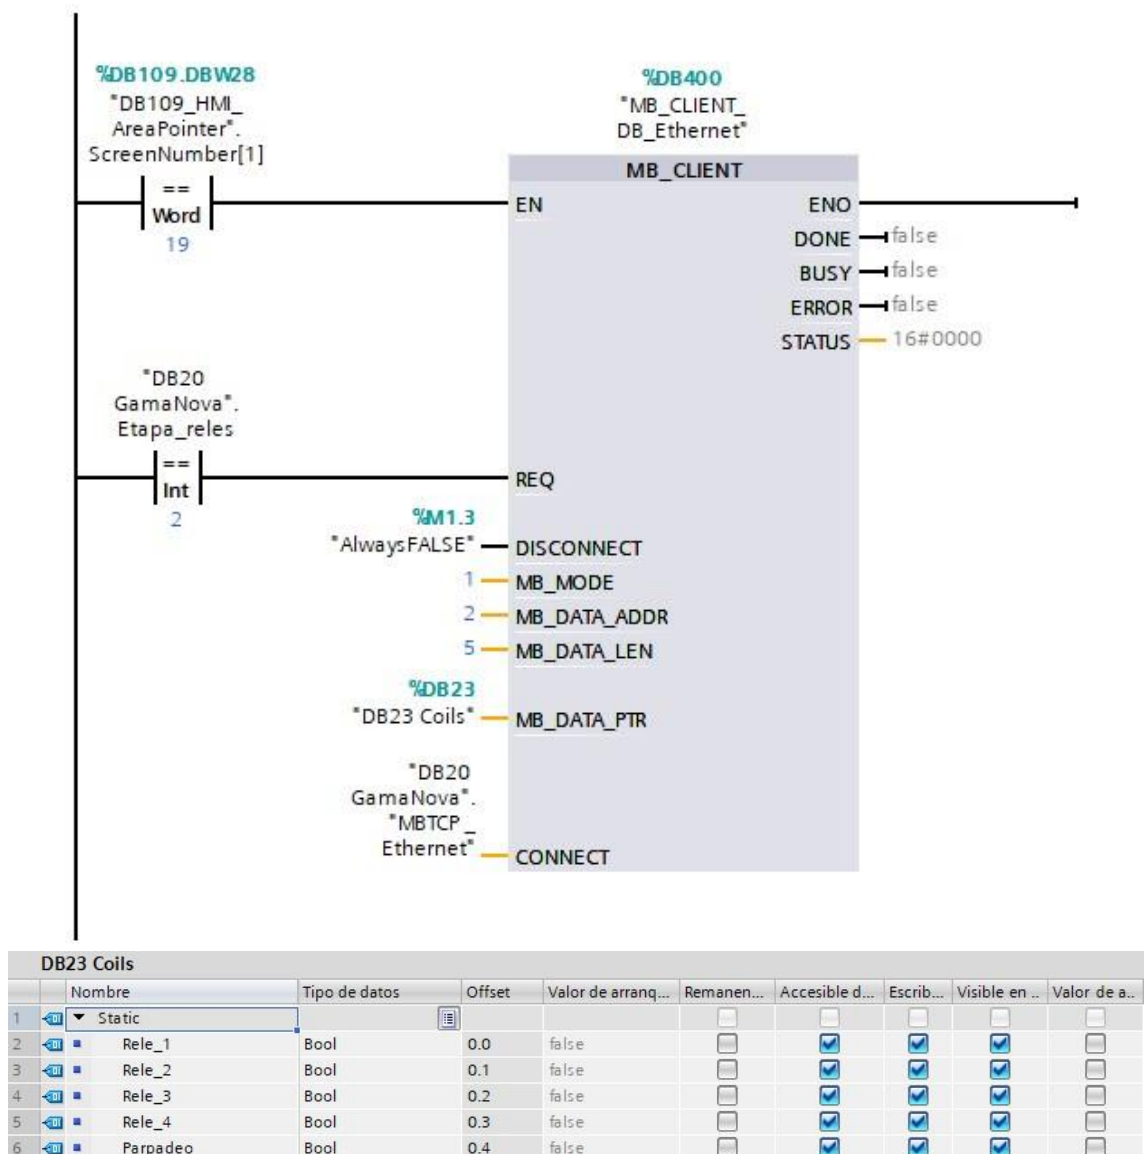 %DB109.DBW28
"DB109_HMI_
AreaPointer".
ScreenNumber[1]
==
Word
19
%DB400
"MB_CLIENT_
DB_Ethernet"
MB_CLIENT
EN
ENO
DONE
false
BUSY
false
ERROR
false
STATUS
16#0000
"DB20
GamaNova".
Etapa_reles
==
Int
2
REQ
%M1.3
"AlwaysFALSE"
DISCONNECT
1
MB_MODE
2
MB_DATA_ADDR
5
MB_DATA_LEN
%DB23
"DB23 Coils"
MB_DATA_PTR
"DB20
GamaNova".
"MBTCP_
Ethernet"
CONNECT
DB23 Coils
Nombre Tipo de datos Offset Valor de arranq... Remanen... Accesible d... Escrib... Visible en .. Valor de a..
1 Static
2 Rele_1 Bool 0.0 false
3 Rele_2 Bool 0.1 false
4 Rele_3 Bool 0.2 false
5 Rele_4 Bool 0.3 false
6 Parpadeo Bool 0.4 false